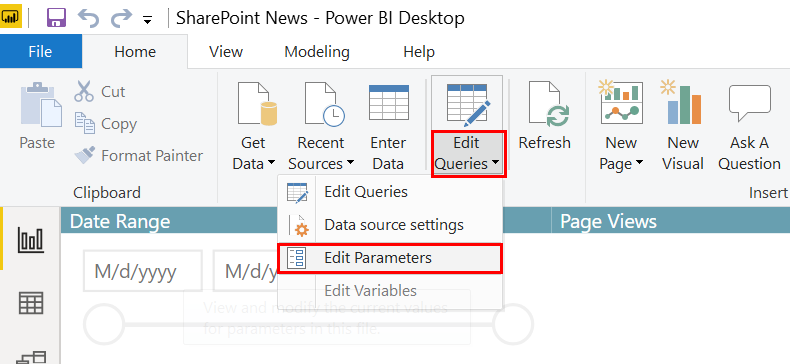 SharePoint News - Power BI Desktop
File Home View Modeling Help
Cut
Copy
Format Painter
Paste
Get Data
Recent Sources
Enter Data
Edit Queries
Refresh
New Page
New Visual
Ask A Question
Clipboard
Insert
Edit Queries
Data source settings
Edit Parameters
Edit Variables
Date Range
Page Views
M/d/yyyy M/d/yyyy
View and modify the current values
for parameters in this file.